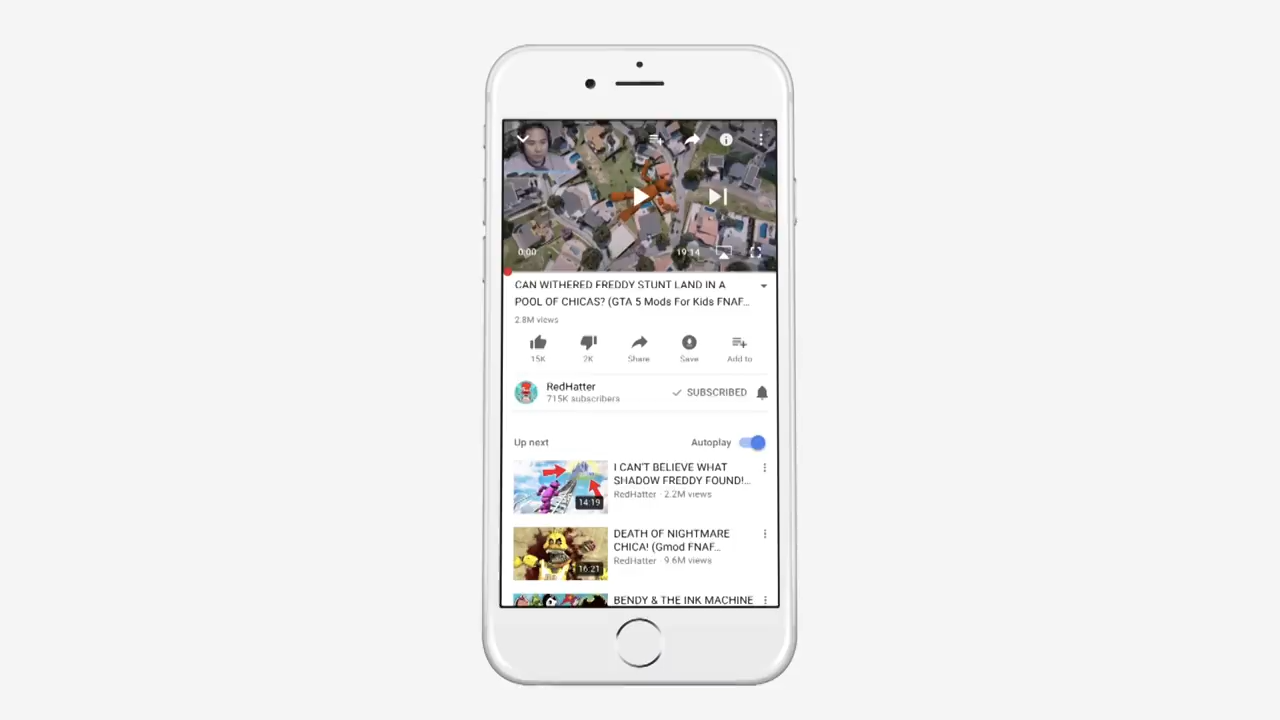 0:00
19:14
CAN WITHERED FREDDY STUNT LAND IN A
POOL OF CHICAS? (GTA 5 Mods For Kids FNAF...
2.8M views
15K
2K
Share
Save
Add to
RedHatter
715K subscribers
SUBSCRIBED
Up next
Autoplay
I CAN'T BELIEVE WHAT
SHADOW FREDDY FOUND!...
RedHatter · 2.2M views
14:19
DEATH OF NIGHTMARE
CHICA! (Gmod FNAF...
RedHatter · 9.6M views
16:21
BENDY & THE INK MACHINE